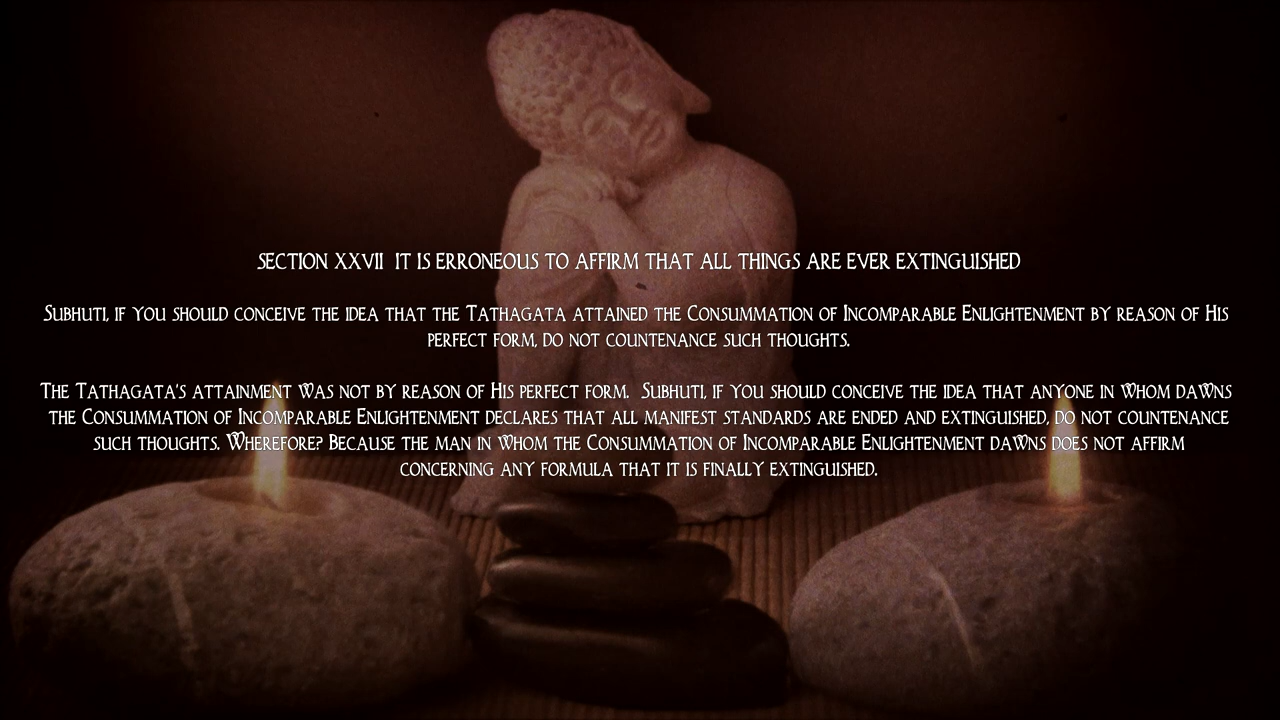 SECTION XXVII IT IS ERRONEOUS TO AFFIRM THAT ALL THINGS ARE EVER EXTINGUISHED
Subhuti, if you should conceive the idea that the Tathagata attained the Consummation of Incomparable Enlightenment by reason of His
perfect form, do not countenance such thoughts.
The Tathagata's attainment was not by reason of His perfect form. Subhuti, if you should conceive the idea that anyone in whom dawns
the Consummation of Incomparable Enlightenment declares that all manifest standards are ended and extinguished, do not countenance
such thoughts. Wherefore? Because the man in whom the Consummation of Incomparable Enlightenment dawns does not affirm
concerning any formula that it is finally extinguished.